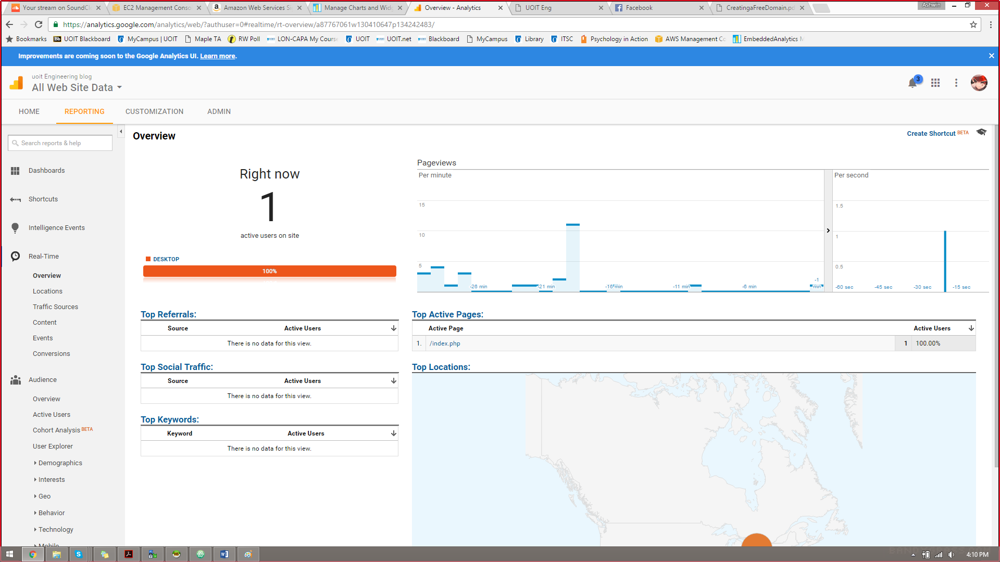 Your stream on SoundCl
EC2 Management Conso
Amazon Web Services Si
Manage Charts and Widg
Overview - Analytics
UOIT Eng
Facebook
CreatingaFreeDomain.pd
Ashwin
https://analytics.google.com/analytics/web/?authuser=0#realtime/rt-overview/a87767061w130410647p134242483/
Bookmarks
Bb UOIT Blackboard
MyCampus | UOIT
Maple TA
RW Poll
LON-CAPA My Course
UOIT
UOIT.net
Blackboard
MyCampus
Library
ITSC
Psychology in Action
AWS Management Co
EmbeddedAnalytics M
Improvements are coming soon to the Google Analytics UI. Learn more.
uoit Engineering blog
All Web Site Data
3
HOME
REPORTING
CUSTOMIZATION
ADMIN
Search reports & help
Dashboards
Shortcuts
Intelligence Events
Real-Time
Overview
Locations
Traffic Sources
Content
Events
Conversions
Audience
Overview
Active Users
Cohort Analysis BETA
User Explorer
Demographics
Interests
Geo
Behavior
Technology
Mobile
Overview
Create Shortcut BETA
Right now
1
active users on site
DESKTOP
100%
Pageviews
Per minute
15
10
5
-26 min
-21 min
-16 min
-11 min
-6 min
-1 min
Per second
1.5
1
0.5
-60 sec
-45 sec
-30 sec
-15 sec
Top Referrals:
Source Active Users
There is no data for this view.
Top Social Traffic:
Source Active Users
There is no data for this view.
Top Keywords:
Keyword Active Users
There is no data for this view.
Top Active Pages:
Active Page Active Users
1. /index.php 1 100.00%
Top Locations:
4:10 PM